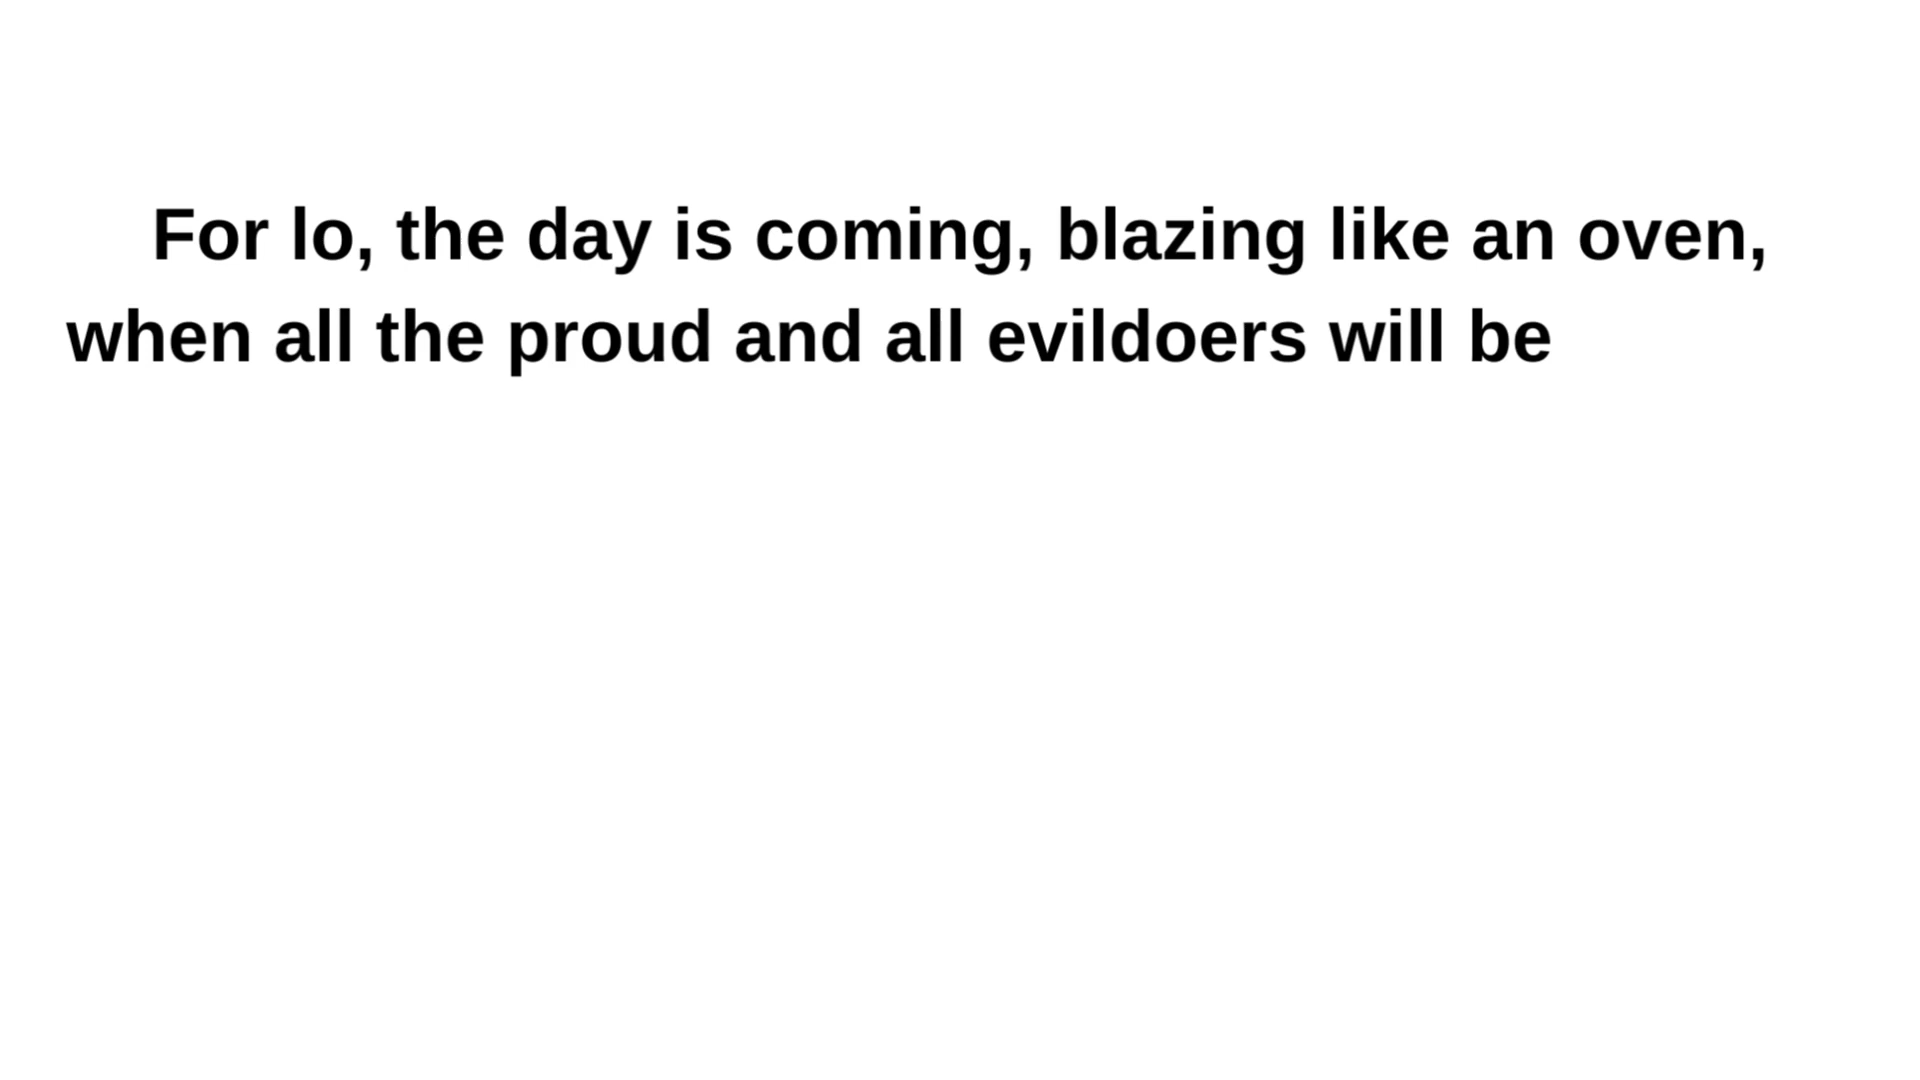 For lo, the day is coming, blazing like an oven,
when all the proud and all evildoers will be